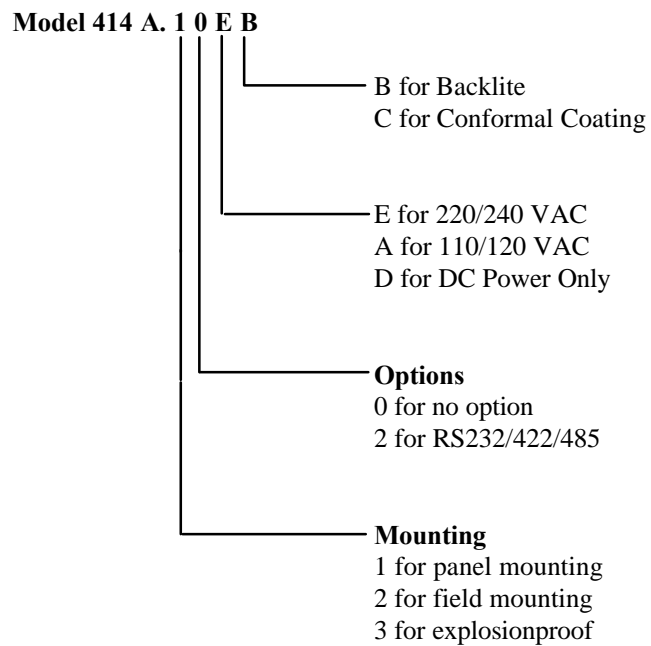 Model 414 A. 1 0 E B
B for Backlite
C for Conformal Coating
E for 220/240 VAC
A for 110/120 VAC
D for DC Power Only
Options
0 for no option
2 for RS232/422/485
Mounting
1 for panel mounting
2 for field mounting
3 for explosionproof